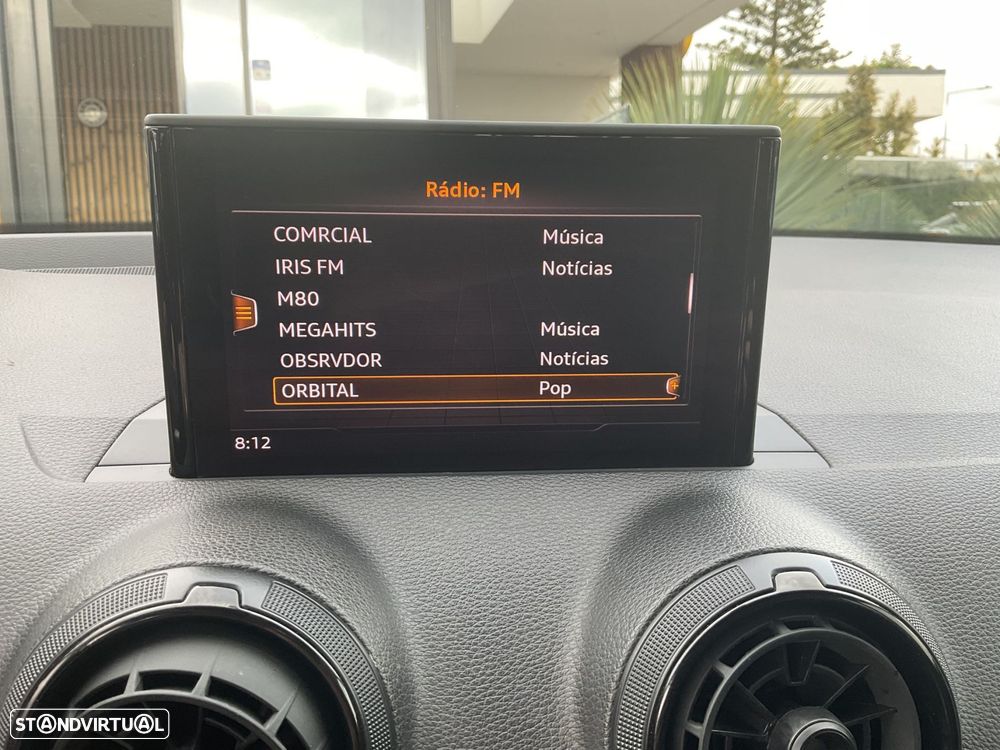 Rádio: FM
COMRCIAL Música
IRIS FM Notícias
M80
MEGAHITS Música
OBSRVDOR Notícias
ORBITAL Pop
8:12
STANDVIRTUAL